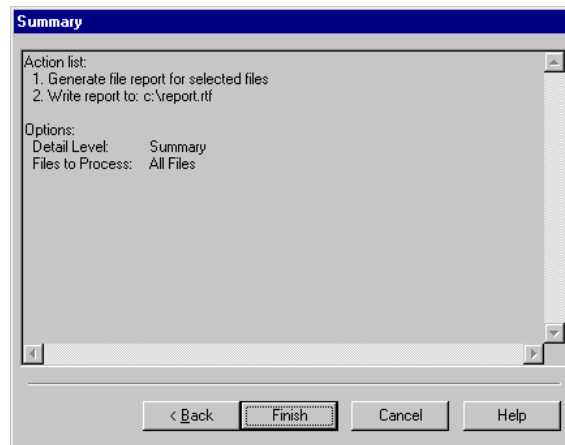 Summary
Action list:
1. Generate file report for selected files
2. Write report to: c:\report.rtf
Options:
Detail Level: Summary
Files to Process: All Files
< Back
Finish
Cancel
Help